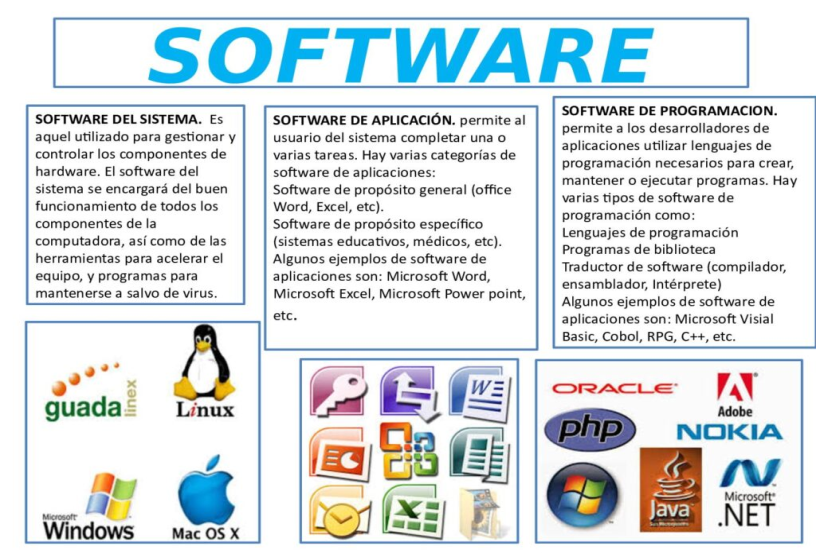 SOFTWARE
SOFTWARE DEL SISTEMA. Es
aquel utilizado para gestionar y
controlar los componentes de
hardware. El software del
sistema se encargará del buen
funcionamiento de todos los
componentes de la
computadora, así como de las
herramientas para acelerar el
equipo, y programas para
mantenerse a salvo de virus.
SOFTWARE DE APLICACIÓN. permite al
usuario del sistema completar una o
varias tareas. Hay varias categorías de
software de aplicaciones:
Software de propósito general (office
Word, Excel, etc).
Software de propósito específico
(sistemas educativos, médicos, etc).
Algunos ejemplos de software de
aplicaciones son: Microsoft Word,
Microsoft Excel, Microsoft Power point,
etc.
SOFTWARE DE PROGRAMACION.
permite a los desarrolladores de
aplicaciones utilizar lenguajes de
programación necesarios para crear,
mantener o ejecutar programas. Hay
varias tipos de software de
programación como:
Lenguajes de programación
Programas de biblioteca
Traductor de software (compilador,
ensamblador, Intérprete)
Algunos ejemplos de software de
aplicaciones son: Microsoft Visial
Basic, Cobol, RPG, C++, etc.
guada
linex
Linux
Microsoft
Windows
Mac OS X
W
X
ORACLE
Adobe
php
NOKIA
Java
Microsoft
.NET